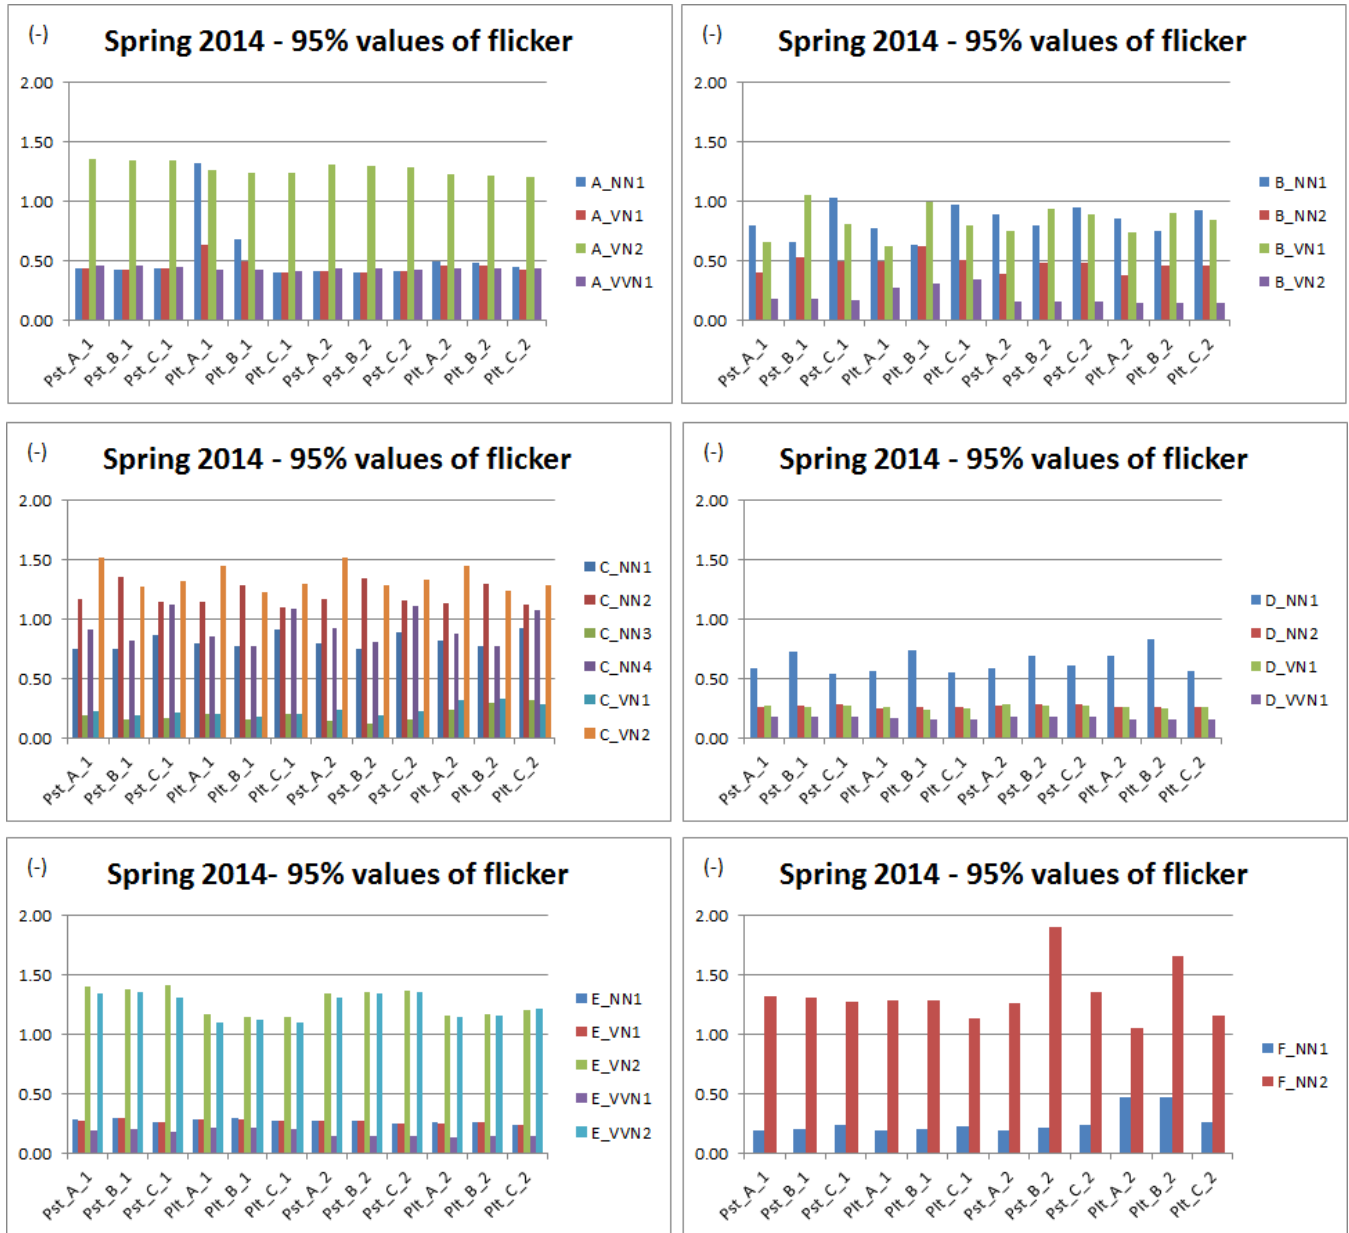 (-) Spring 2014 - 95% values of flicker
2.00
1.50
1.00
0.50
0.00
Pst_A_1 Pst_B_1 Pst_C_1 Plt_A_1 Plt_B_1 Plt_C_1 Pst_A_2 Pst_B_2 Pst_C_2 Plt_A_2 Plt_B_2 Plt_C_2
A_NN1
A_VN1
A_VN2
A_VVN1
(-) Spring 2014 - 95% values of flicker
2.00
1.50
1.00
0.50
0.00
Pst_A_1 Pst_B_1 Pst_C_1 Plt_A_1 Plt_B_1 Plt_C_1 Pst_A_2 Pst_B_2 Pst_C_2 Plt_A_2 Plt_B_2 Plt_C_2
B_NN1
B_NN2
B_VN1
B_VN2
(-) Spring 2014 - 95% values of flicker
2.00
1.50
1.00
0.50
0.00
Pst_A_1 Pst_B_1 Pst_C_1 Plt_A_1 Plt_B_1 Plt_C_1 Pst_A_2 Pst_B_2 Pst_C_2 Plt_A_2 Plt_B_2 Plt_C_2
C_NN1
C_NN2
C_NN3
C_NN4
C_VN1
C_VN2
(-) Spring 2014 - 95% values of flicker
2.00
1.50
1.00
0.50
0.00
Pst_A_1 Pst_B_1 Pst_C_1 Plt_A_1 Plt_B_1 Plt_C_1 Pst_A_2 Pst_B_2 Pst_C_2 Plt_A_2 Plt_B_2 Plt_C_2
D_NN1
D_NN2
D_VN1
D_VVN1
(-) Spring 2014- 95% values of flicker
2.00
1.50
1.00
0.50
0.00
Pst_A_1 Pst_B_1 Pst_C_1 Plt_A_1 Plt_B_1 Plt_C_1 Pst_A_2 Pst_B_2 Pst_C_2 Plt_A_2 Plt_B_2 Plt_C_2
E_NN1
E_VN1
E_VN2
E_VVN1
E_VVN2
(-) Spring 2014 - 95% values of flicker
2.00
1.50
1.00
0.50
0.00
Pst_A_1 Pst_B_1 Pst_C_1 Plt_A_1 Plt_B_1 Plt_C_1 Pst_A_2 Pst_B_2 Pst_C_2 Plt_A_2 Plt_B_2 Plt_C_2
F_NN1
F_NN2